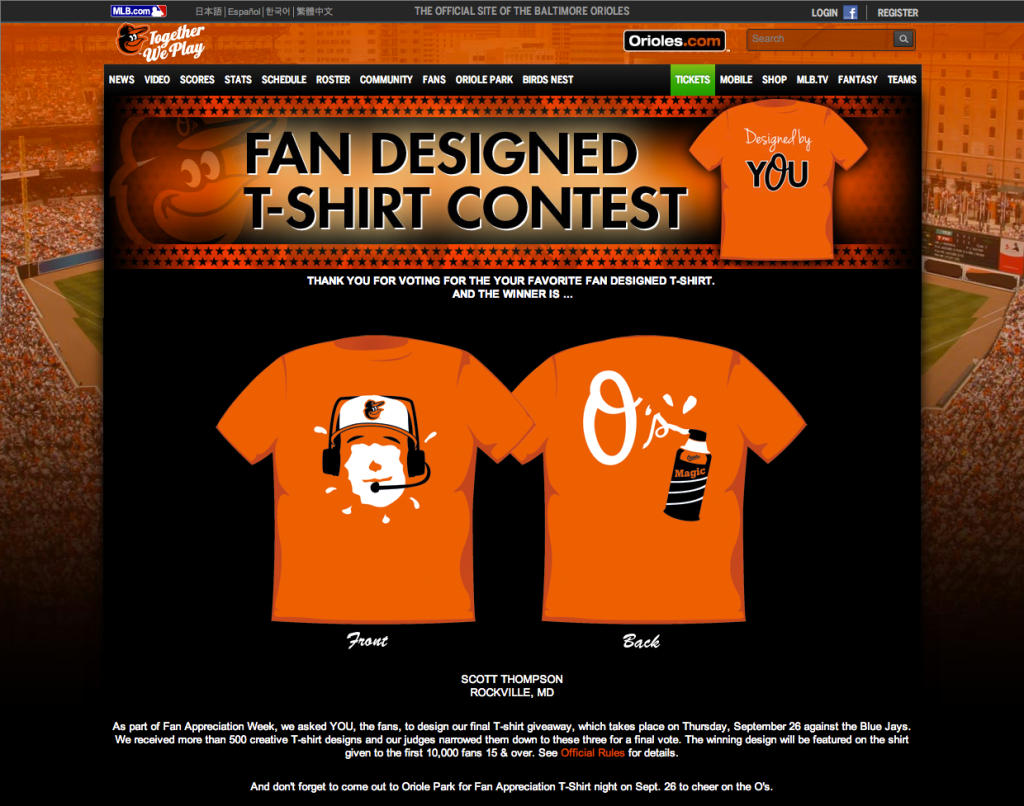 MLB.com
日本語 | Español | 한국어 | 繁體中文
THE OFFICIAL SITE OF THE BALTIMORE ORIOLES
LOGIN f REGISTER
Together
We Play
Orioles.com
Search
NEWS VIDEO SCORES STATS SCHEDULE ROSTER COMMUNITY FANS ORIOLE PARK BIRDS NEST TICKETS MOBILE SHOP MLB.TV FANTASY TEAMS
FAN DESIGNED
T-SHIRT CONTEST
Designed by
YOU
THANK YOU FOR VOTING FOR THE YOUR FAVORITE FAN DESIGNED T-SHIRT.
AND THE WINNER IS ...
O's
Magic
Front
Back
SCOTT THOMPSON
ROCKVILLE, MD
As part of Fan Appreciation Week, we asked YOU, the fans, to design our final T-shirt giveaway, which takes place on Thursday, September 26 against the Blue Jays.
We received more than 500 creative T-shirt designs and our judges narrowed them down to these three for a final vote. The winning design will be featured on the shirt
given to the first 10,000 fans 15 & over. See Official Rules for details.
And don't forget to come out to Oriole Park for Fan Appreciation T-Shirt night on Sept. 26 to cheer on the O's.